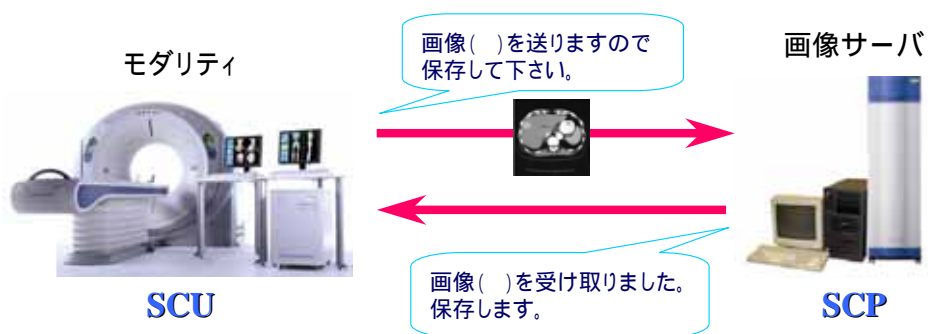 モダリティ
画像(　)を送りますので
保存して下さい。
画像サーバ
画像(　)を受け取りました。
保存します。
SCU
SCP